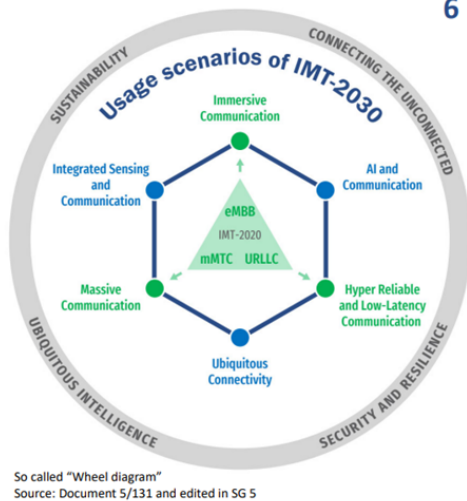 6
SUSTAINABILITY
CONNECTING THE UNCONNECTED
Usage scenarios of IMT-2030
Immersive
Communication
Integrated Sensing
and
Communication
AI and
Communication
eMBB
IMT-2020
mMTC URLLC
Massive
Communication
Hyper Reliable
and Low-Latency
Communication
Ubiquitous
Connectivity
UBIQUITOUS INTELLIGENCE
SECURITY AND RESILIENCE
So called “Wheel diagram”
Source: Document 5/131 and edited in SG 5